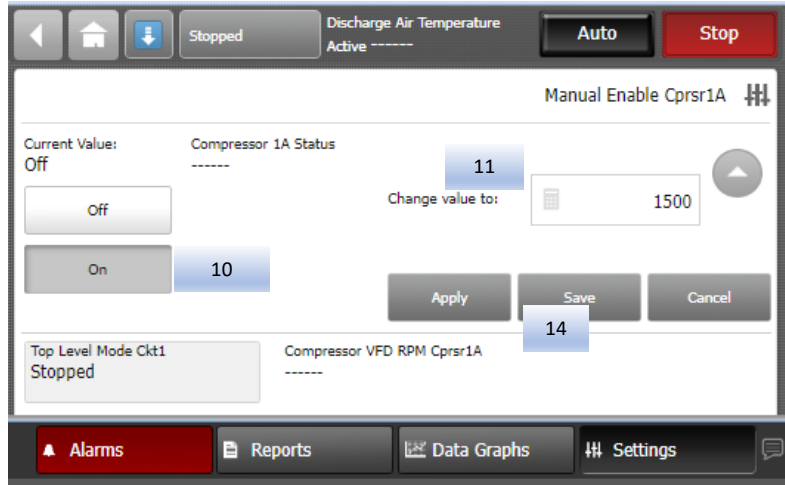 Stopped
Discharge Air Temperature
Active ------
Auto
Stop
Manual Enable Cprsr1A
Current Value:
Off
Compressor 1A Status
------
11
Change value to:
1500
Off
On
10
Apply
Save
Cancel
14
Top Level Mode Ckt1
Stopped
Compressor VFD RPM Cprsr1A
------
Alarms
Reports
Data Graphs
Settings